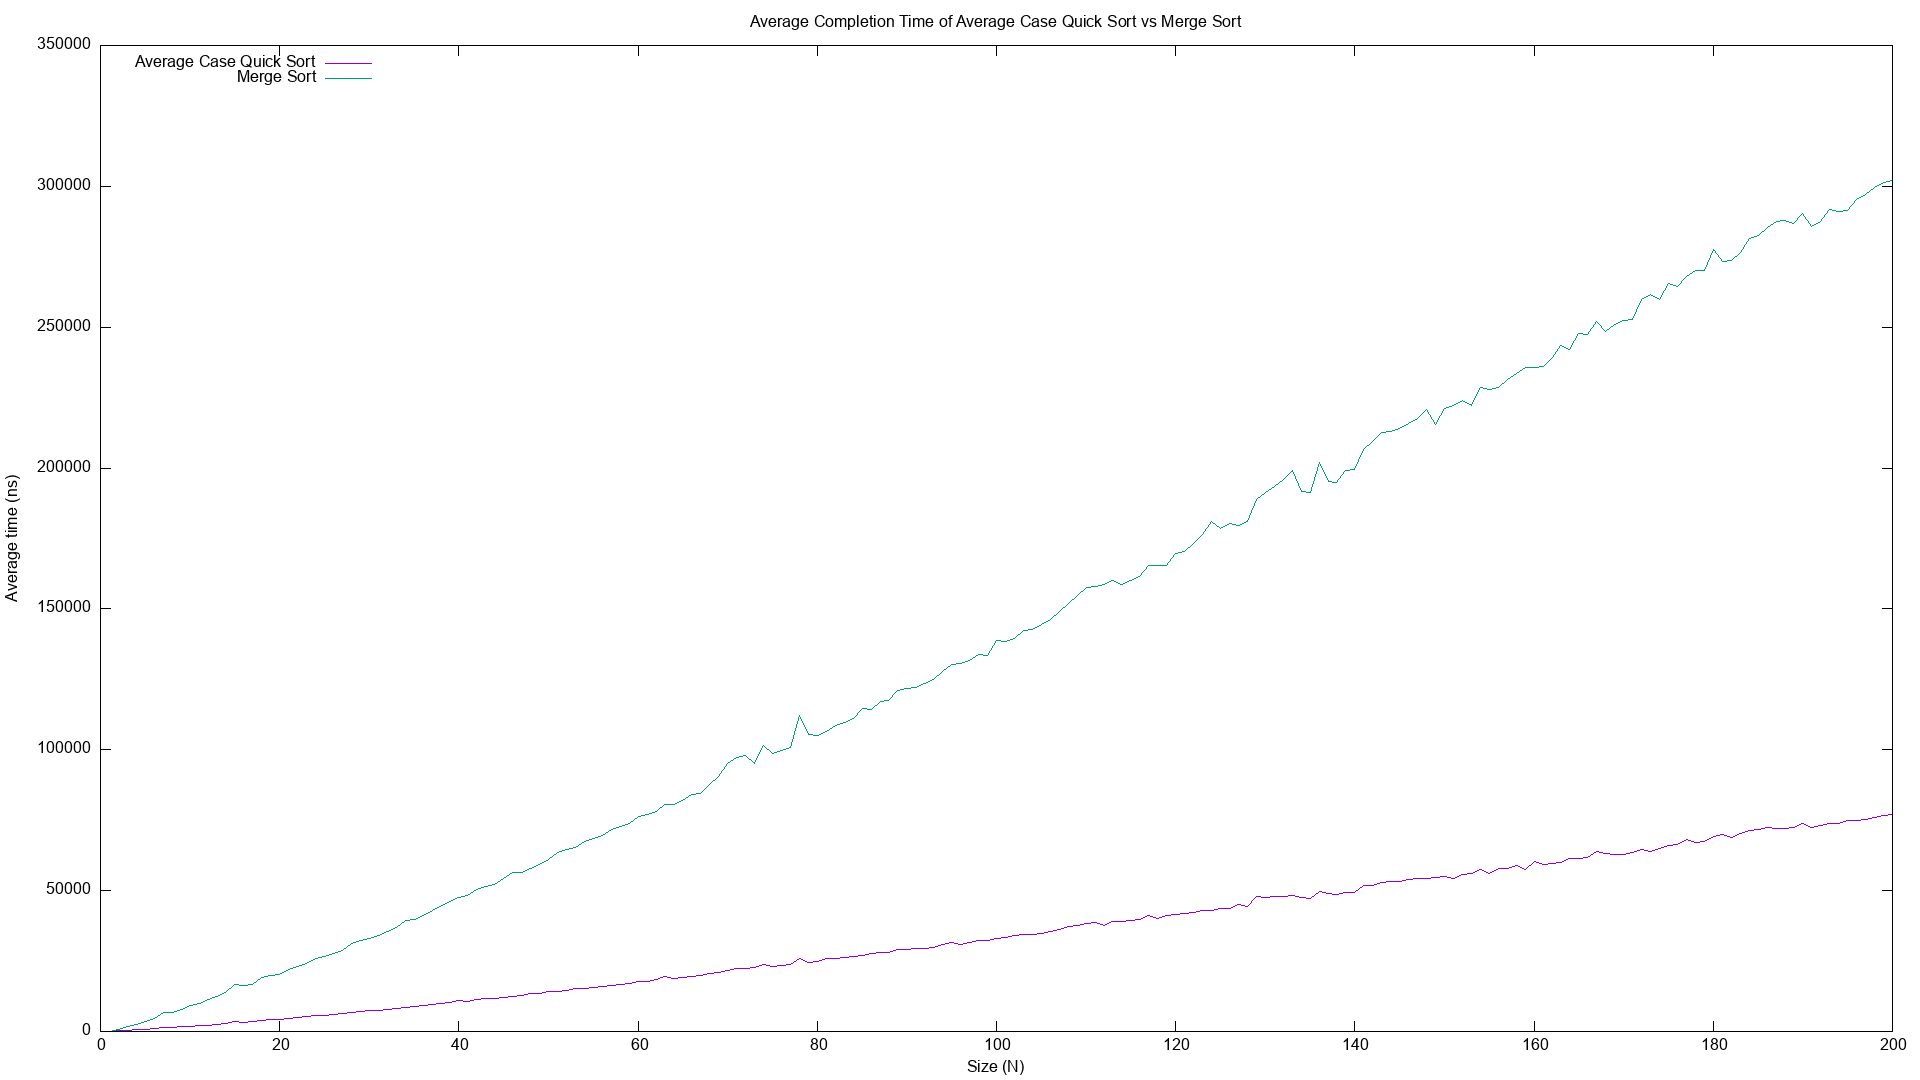 Average Completion Time of Average Case Quick Sort vs Merge Sort
350000
Average Case Quick Sort
Merge Sort
300000
250000
200000
150000
100000
50000
0
Average time (ns)
0 20 40 60 80 100 120 140 160 180 200
Size (N)